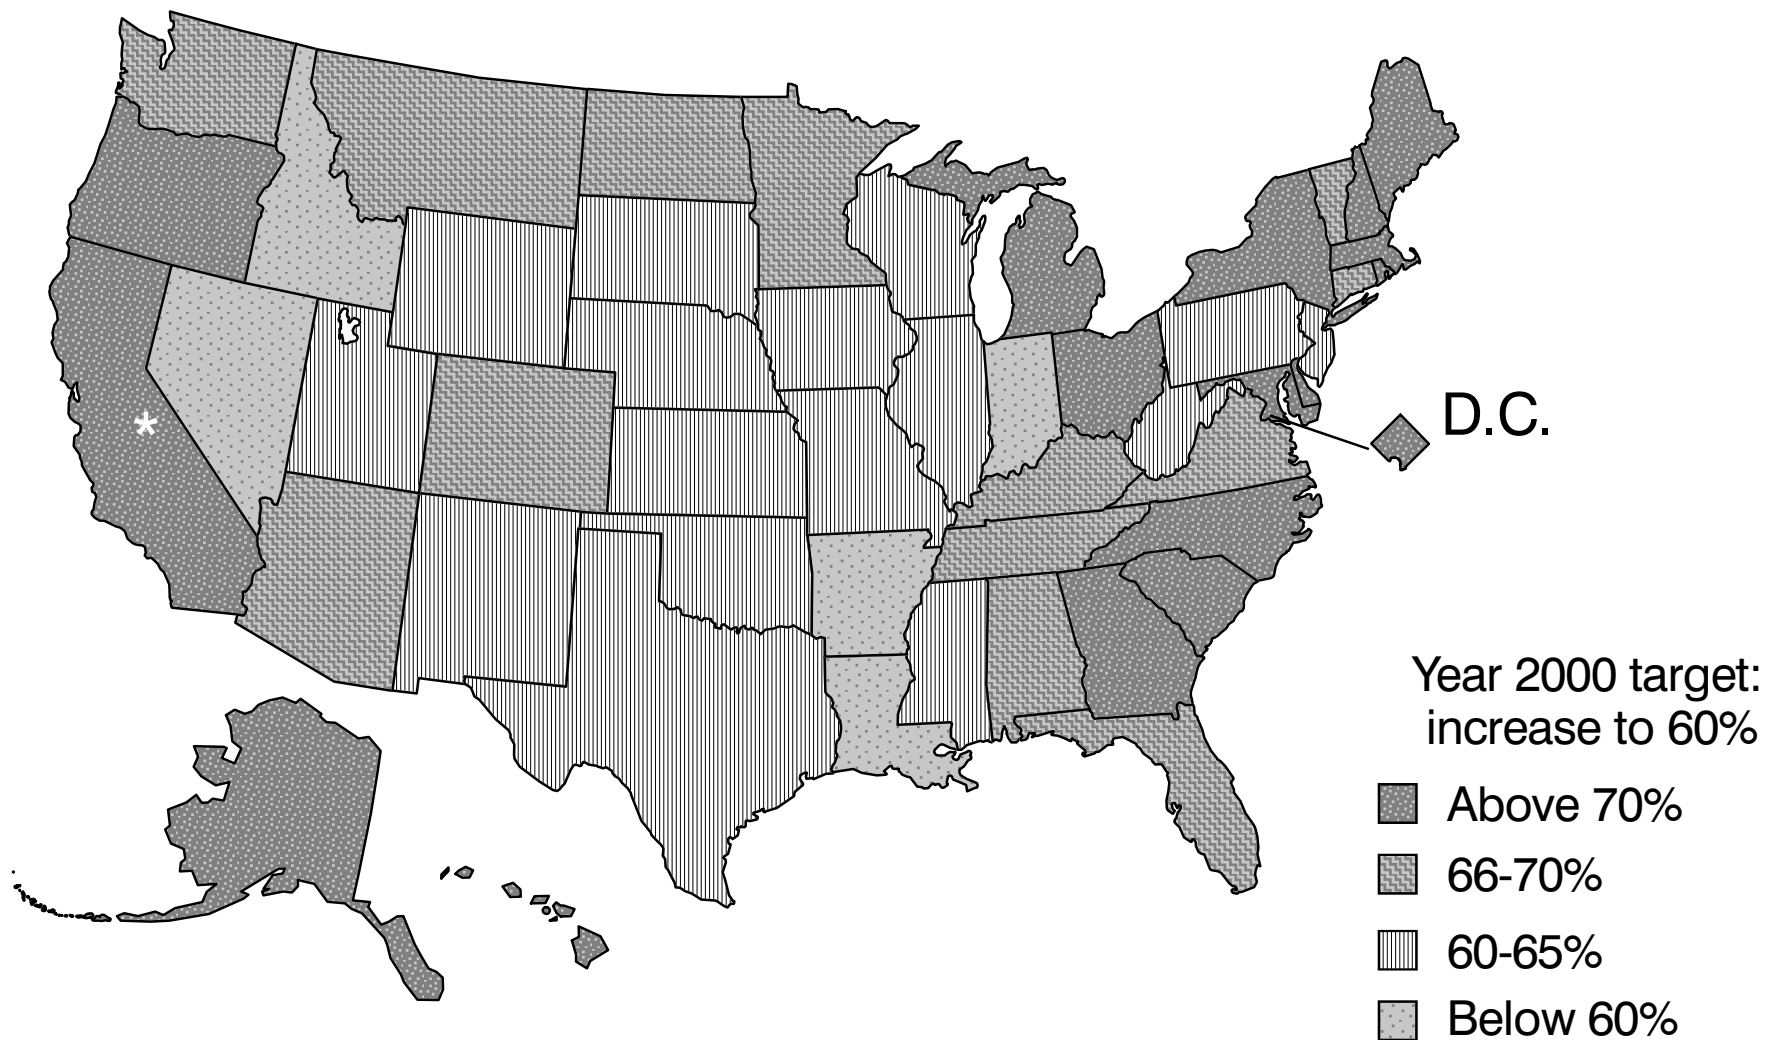 *
D.C.
Year 2000 target:
increase to 60%
Above 70%
66-70%
60-65%
Below 60%